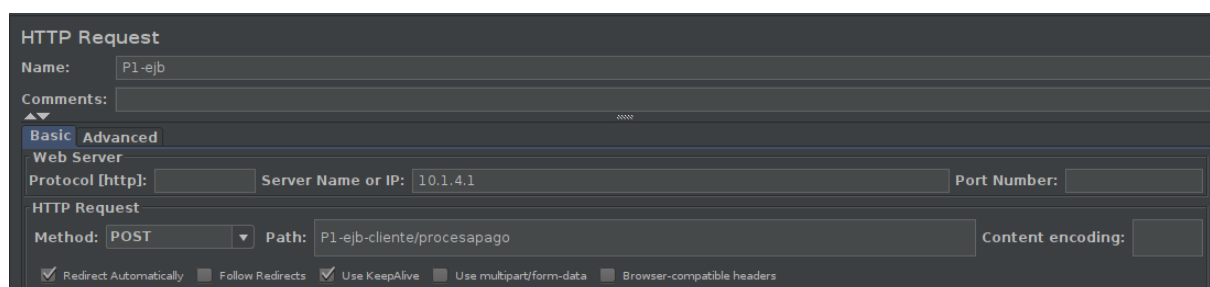 HTTP Request
Name: P1-ejb
Comments:
Basic Advanced
Web Server
Protocol [http]: Server Name or IP: 10.1.4.1 Port Number:
HTTP Request
Method: POST Path: P1-ejb-cliente/procesapago Content encoding:
Redirect Automatically Follow Redirects Use KeepAlive Use multipart/form-data Browser-compatible headers